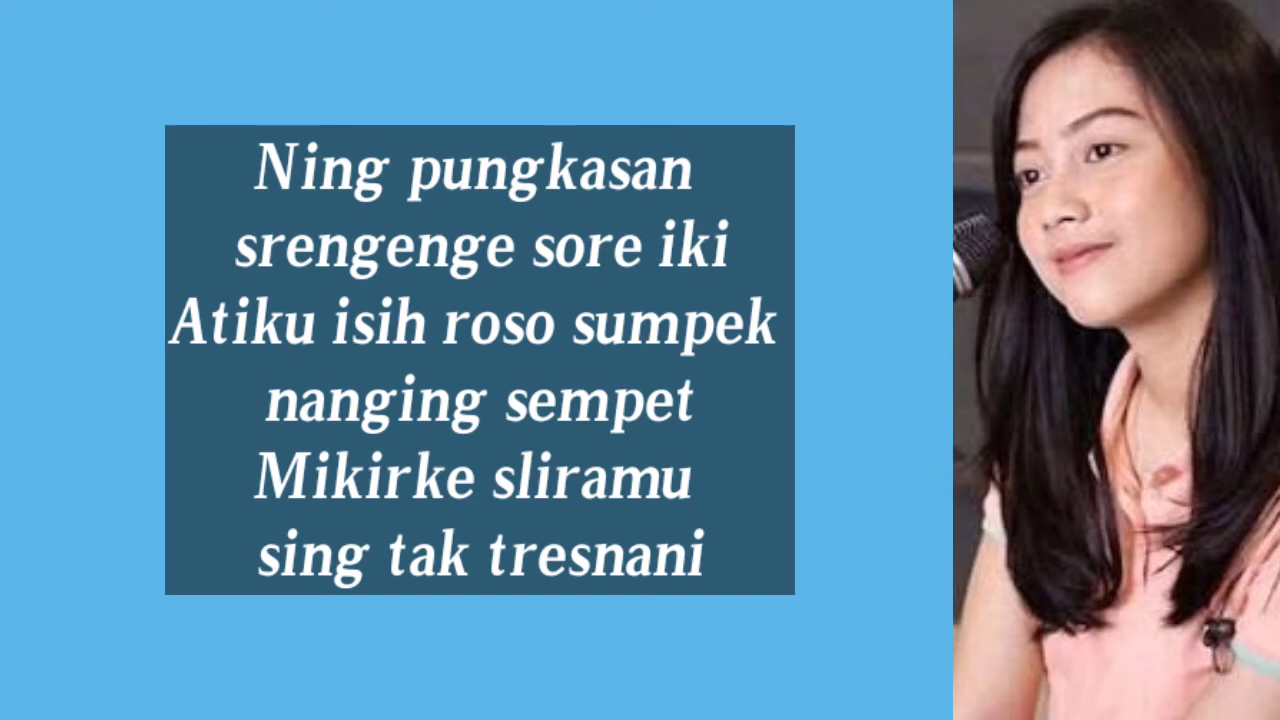 Ning pungkasan
srengenge sore iki
Atiku isih roso sumpek
nanging sempet
Mikirke sliramu
sing tak tresnani